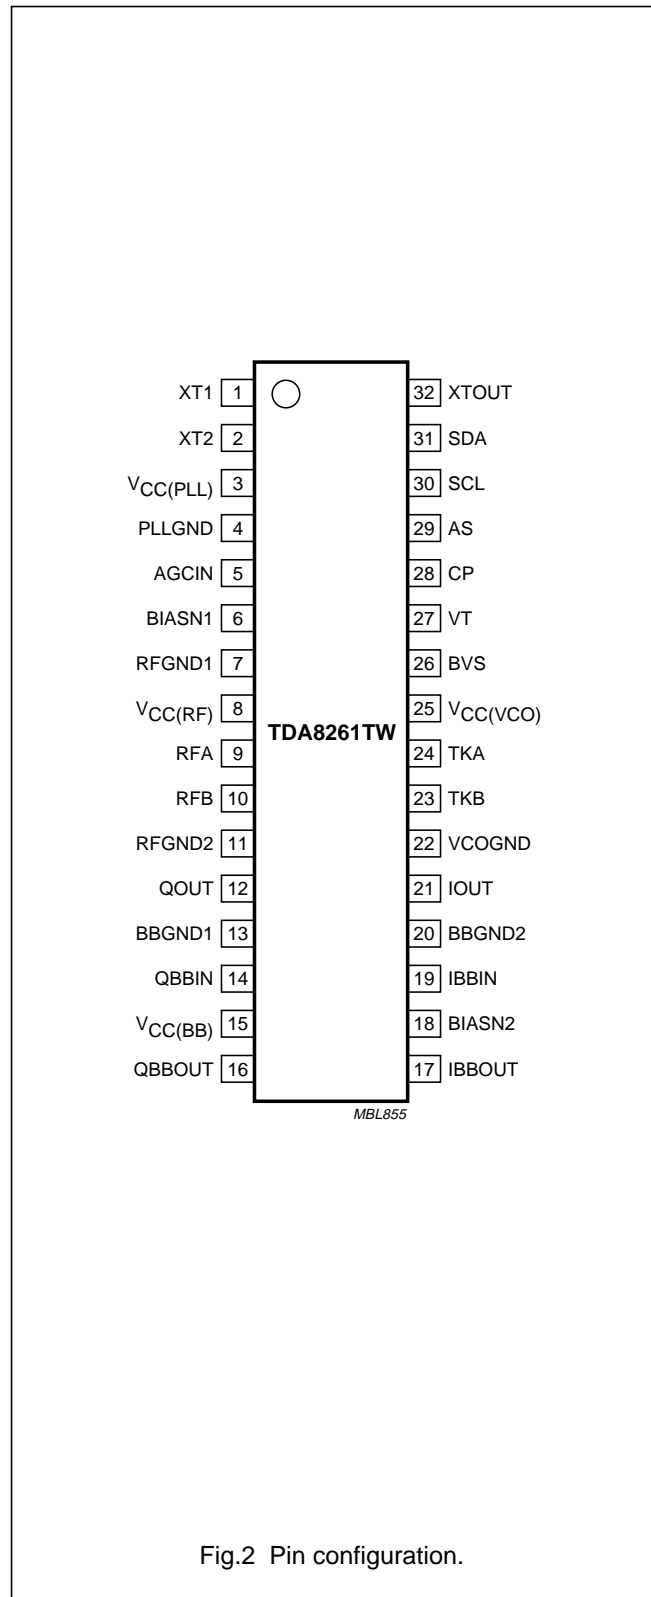 XT1 1 32 XTOUT
XT2 2 31 SDA
VCC(PLL) 3 30 SCL
PLLGND 4 29 AS
AGCIN 5 28 CP
BIASN1 6 27 VT
RFGND1 7 26 BVS
VCC(RF) 8 25 VCC(VCO)
TDA8261TW
RFA 9 24 TKA
RFB 10 23 TKB
RFGND2 11 22 VCOGND
QOUT 12 21 IOUT
BBGND1 13 20 BBGND2
QBBIN 14 19 IBBIN
VCC(BB) 15 18 BIASN2
QBBOUT 16 17 IBBOUT
MBL855
Fig.2 Pin configuration.